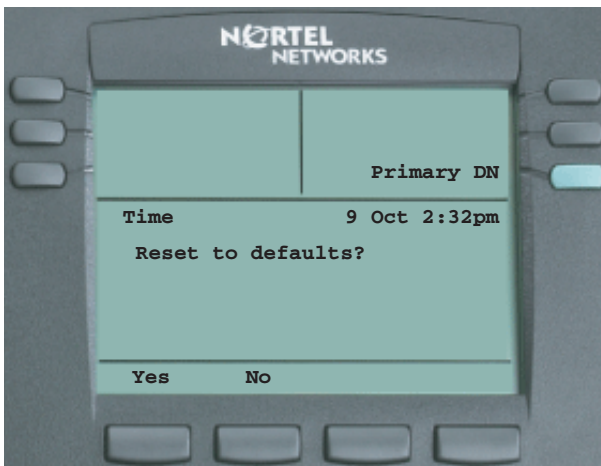 NORTEL
NETWORKS
Primary DN
Time 9 Oct 2:32pm
Reset to defaults?
Yes No